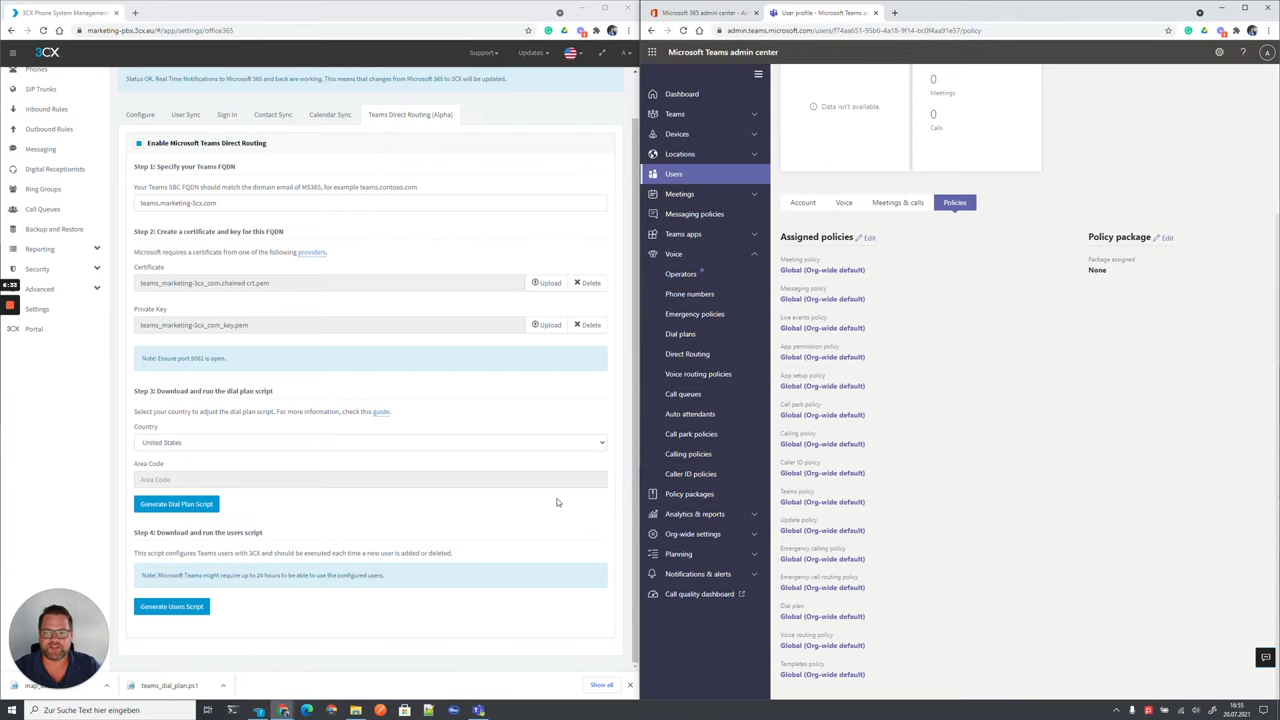 3CX Phone System Management
marketing-pbx.3cx.eu/#/app/settings/office365
3CX
Support
Updates
A
Phones
SIP Trunks
Inbound Rules
Outbound Rules
Messaging
Digital Receptionists
Ring Groups
Call Queues
Backup and Restore
Reporting
Security
Advanced
Settings
3CX Portal
6:33
Status OK. Real Time Notifications to Microsoft 365 and back are working. This means that changes from Microsoft 365 to 3CX will be updated.
Configure
User Sync
Sign In
Contact Sync
Calendar Sync
Teams Direct Routing (Alpha)
Enable Microsoft Teams Direct Routing
Step 1: Specify your Teams FQDN
Your Teams SBC FQDN should match the domain email of MS365, for example teams.contoso.com
teams.marketing-3cx.com
Step 2: Create a certificate and key for this FQDN
Microsoft requires a certificate from one of the following providers.
Certificate
teams_marketing-3cx_com.chained crt.pem
Upload
Delete
Private Key
teams_marketing-3cx_com_key.pem
Upload
Delete
Note: Ensure port 5062 is open.
Step 3: Download and run the dial plan script
Select your country to adjust the dial plan script. For more information, check this guide.
Country
United States
Area Code
Area Code
Generate Dial Plan Script
Step 4: Download and run the users script
This script configures Teams users with 3CX and should be executed each time a new user is added or deleted.
Note: Microsoft Teams might require up to 24 hours to be able to use the configured users.
Generate Users Script
teams_dial_plan.ps1
Show all
Microsoft 365 admin center - A
User profile - Microsoft Teams a
admin.teams.microsoft.com/users/f74aa651-95b6-4a18-9f14-bc0f4aa91e57/policy
Microsoft Teams admin center
A
Dashboard
Teams
Devices
Locations
Users
Meetings
Messaging policies
Teams apps
Voice
Operators
Phone numbers
Emergency policies
Dial plans
Direct Routing
Voice routing policies
Call queues
Auto attendants
Call park policies
Calling policies
Caller ID policies
Policy packages
Analytics & reports
Org-wide settings
Planning
Notifications & alerts
Call quality dashboard
Data isn't available.
0
Meetings
0
Calls
Account
Voice
Meetings & calls
Policies
Assigned policies
Edit
Meeting policy
Global (Org-wide default)
Messaging policy
Global (Org-wide default)
Live events policy
Global (Org-wide default)
App permission policy
Global (Org-wide default)
App setup policy
Global (Org-wide default)
Call park policy
Global (Org-wide default)
Calling policy
Global (Org-wide default)
Caller ID policy
Global (Org-wide default)
Teams policy
Global (Org-wide default)
Update policy
Global (Org-wide default)
Emergency calling policy
Global (Org-wide default)
Emergency call routing policy
Global (Org-wide default)
Dial plan
Global (Org-wide default)
Voice routing policy
Global (Org-wide default)
Templates policy
Global (Org-wide default)
Policy package
Edit
Package assigned
None
Zur Suche Text hier eingeben
16:55
20.07.2021